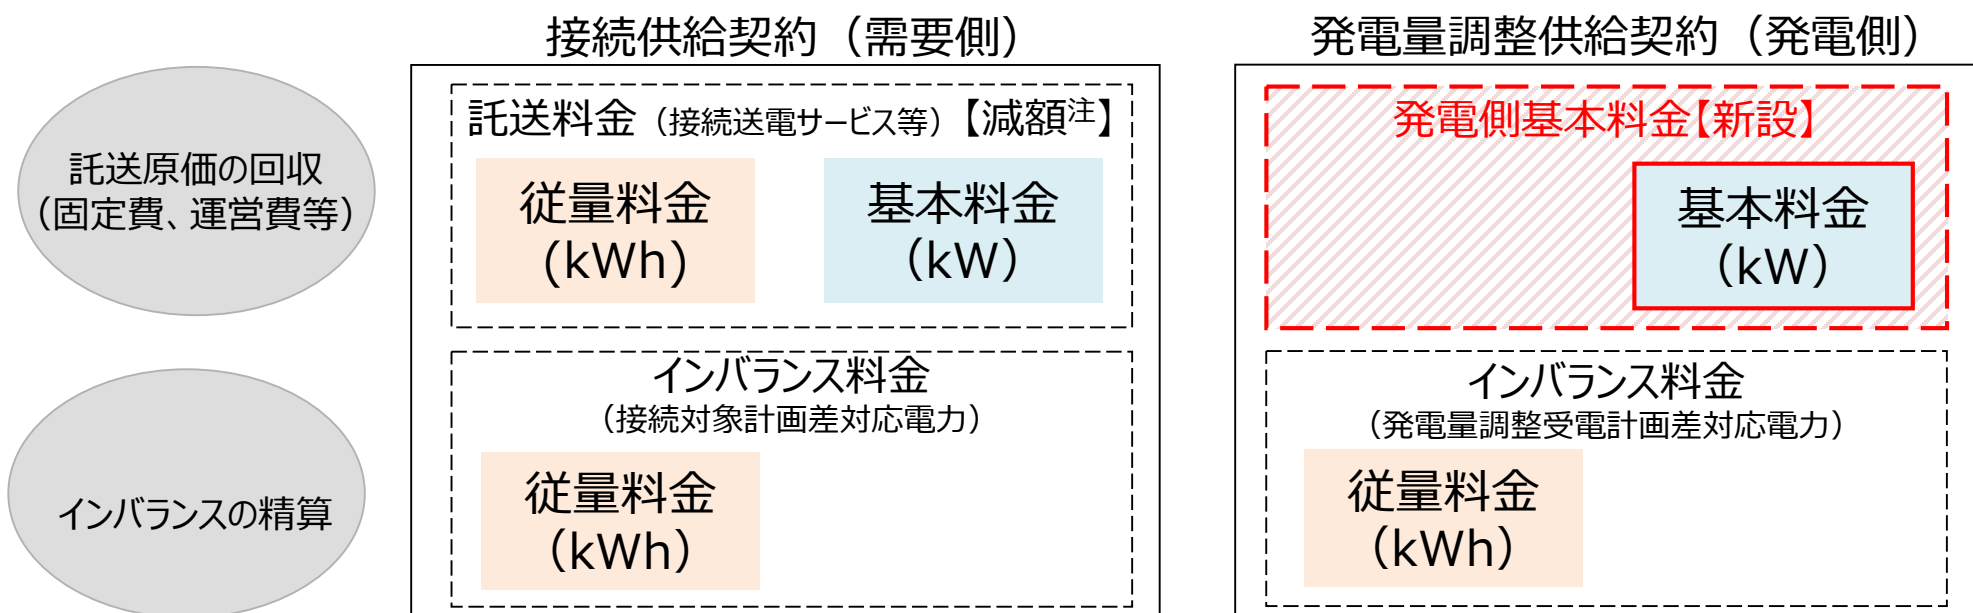 接続供給契約（需要側）
発電量調整供給契約（発電側）
託送原価の回収
（固定費、運営費等）
託送料金（接続送電サービス等）【減額注】
従量料金
(kWh)
基本料金
（kW）
発電側基本料金【新設】
基本料金
（kW）
インバランスの精算
インバランス料金
（接続対象計画差対応電力）
従量料金
（kWh）
インバランス料金
（発電量調整受電計画差対応電力）
従量料金
（kWh）